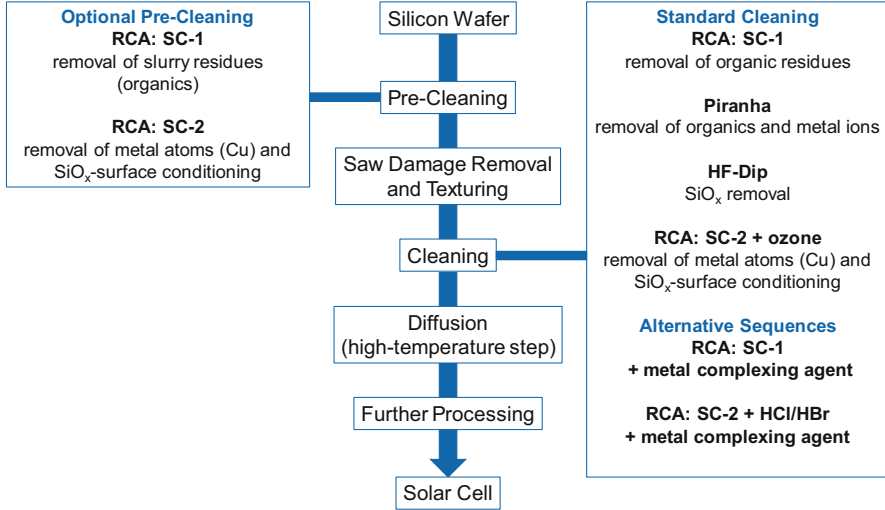 Optional Pre-Cleaning
RCA: SC-1
removal of slurry residues
(organics)
RCA: SC-2
removal of metal atoms (Cu) and
SiOₓ-surface conditioning
Silicon Wafer
Pre-Cleaning
Saw Damage Removal
and Texturing
Cleaning
Diffusion
(high-temperature step)
Further Processing
Solar Cell
Standard Cleaning
RCA: SC-1
removal of organic residues
Piranha
removal of organics and metal ions
HF-Dip
SiOₓ removal
RCA: SC-2 + ozone
removal of metal atoms (Cu) and
SiOₓ-surface conditioning
Alternative Sequences
RCA: SC-1
+ metal complexing agent
RCA: SC-2 + HCl/HBr
+ metal complexing agent